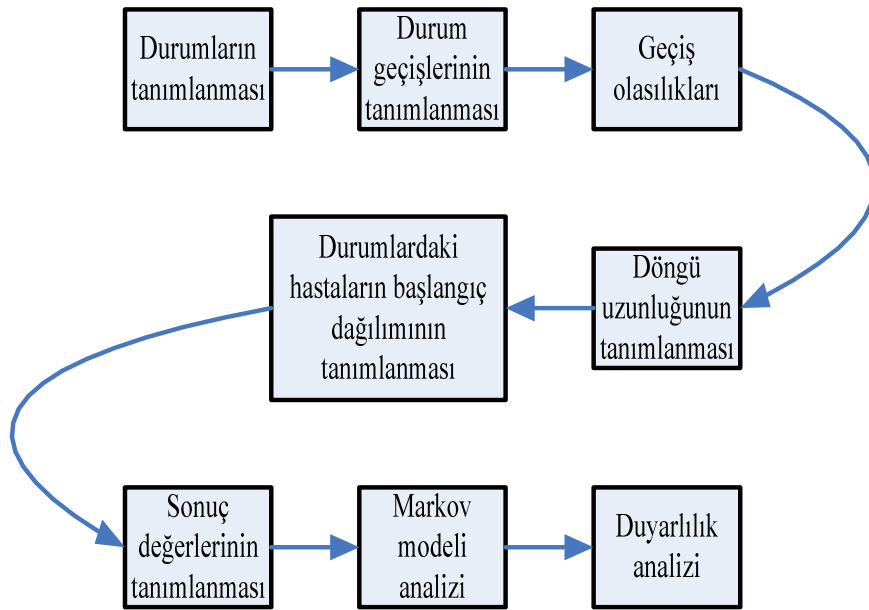 Durumların
tanımlanması
Durum
geçişlerinin
tanımlanması
Geçiş
olasılıkları
Döngü
uzunluğunun
tanımlanması
Durumlardaki
hastaların başlangıç
dağılımının
tanımlanması
Sonuç
değerlerinin
tanımlanması
Markov
modeli
analizi
Duyarlılık
analizi